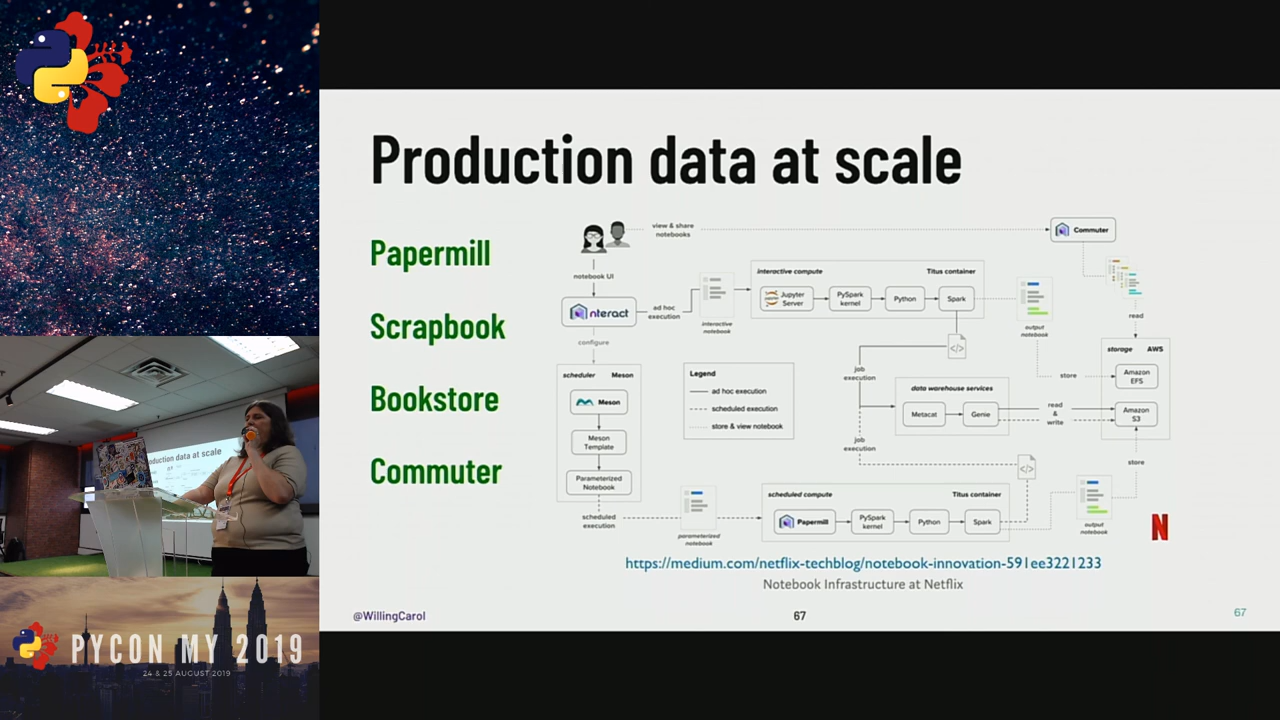 Production data at scale
Papermill
Scrapbook
Bookstore
Commuter
view & share
notebooks
Commuter
notebook UI
nteract
ad hoc
execution
interactive
notebook
interactive compute
Titus container
Jupyter
Server
PySpark
kernel
Python
Spark
output
notebook
read
configure
scheduler
Meson
Meson
Meson
Template
Parameterized
Notebook
Legend
ad hoc execution
scheduled execution
store & view notebook
</>
job
execution
data warehouse services
Metacat
Genie
read
&
write
store
storage
AWS
Amazon
EFS
Amazon
S3
job
execution
</>
store
scheduled
execution
parameterized
notebook
scheduled compute
Titus container
Papermill
PySpark
kernel
Python
Spark
output
notebook
N
https://medium.com/netflix-techblog/notebook-innovation-591ee3221233
Notebook Infrastructure at Netflix
@WillingCarol
67
67
production data at scale
PYCON MY 2019
24 & 25 AUGUST 2019